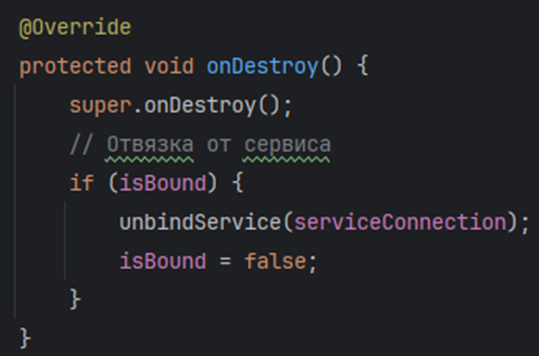 @Override
protected void onDestroy() {
    super.onDestroy();
    // Отвязка от сервиса
    if (isBound) {
        unbindService(serviceConnection);
        isBound = false;
    }
}